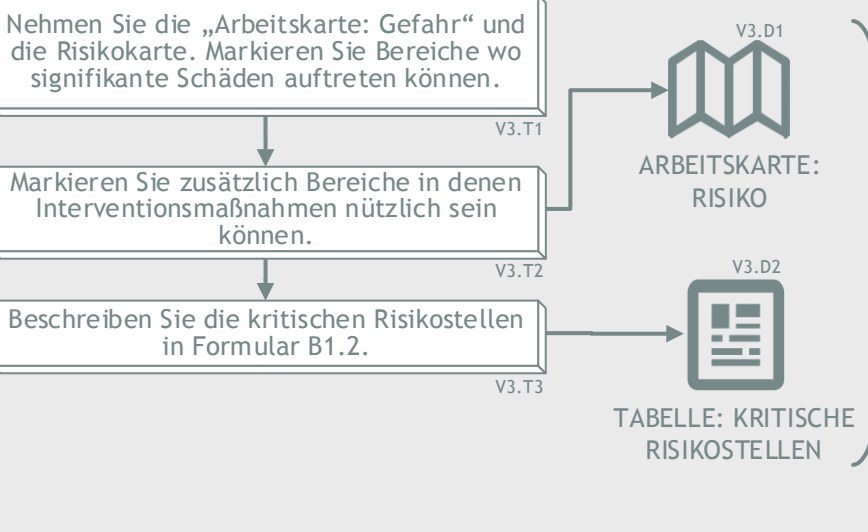 Nehmen Sie die „Arbeitskarte: Gefahr“ und
die Risikokarte. Markieren Sie Bereiche wo
signifikante Schäden auftreten können.
V3.T1
Markieren Sie zusätzlich Bereiche in denen
Interventionsmaßnahmen nützlich sein
können.
V3.T2
Beschreiben Sie die kritischen Risikostellen
in Formular B1.2.
V3.T3
V3.D1
ARBEITSKARTE:
RISIKO
V3.D2
TABELLE: KRITISCHE
RISIKOSTELLEN